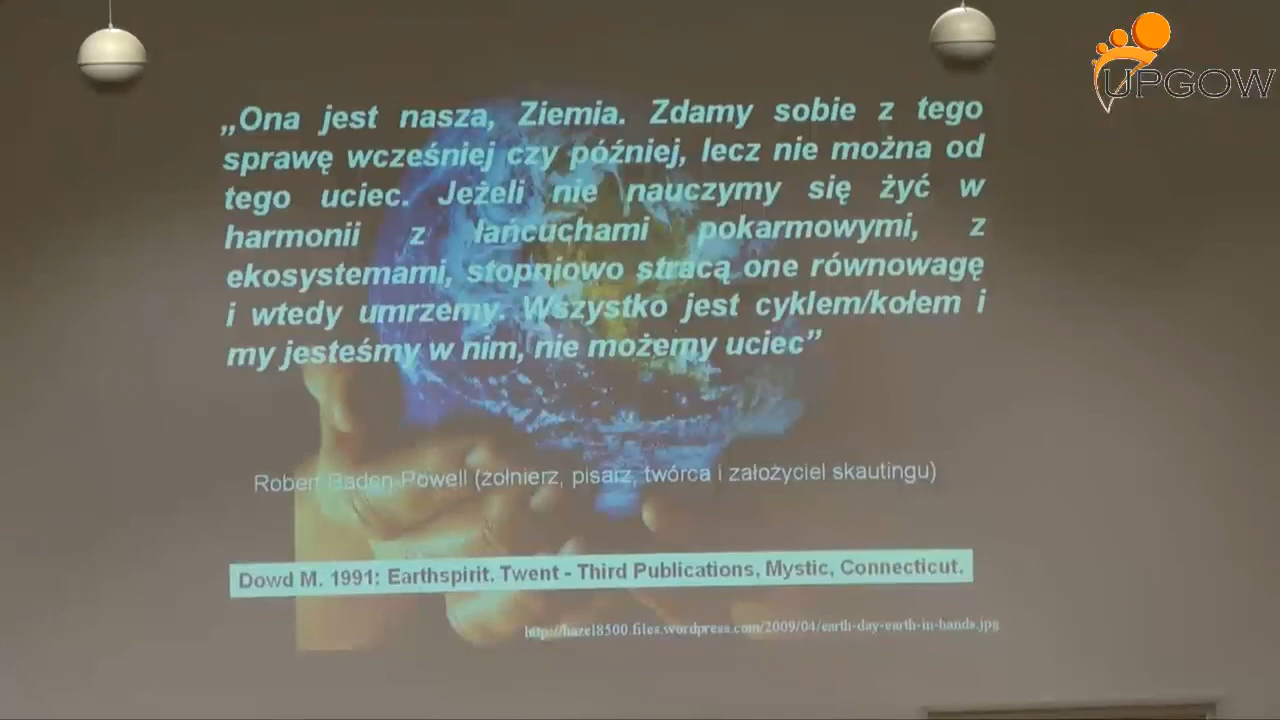 UPGOW
„Ona jest nasza, Ziemia. Zdamy sobie z tego
sprawę wcześniej czy później, lecz nie można od
tego uciec. Jeżeli nie nauczymy się żyć w
harmonii z łańcuchami pokarmowymi, z
ekosystemami, stopniowo stracą one równowagę
i wtedy umrzemy. Wszystko jest cyklem/kołem i
my jesteśmy w nim, nie możemy uciec”
Robert Baden-Powell (żołnierz, pisarz, twórca i założyciel skautingu)
Dowd M. 1991: Earthspirit. Twent - Third Publications, Mystic, Connecticut.
http://hazel8500.files.wordpress.com/2009/04/earth-day-earth-in-hands.jpg